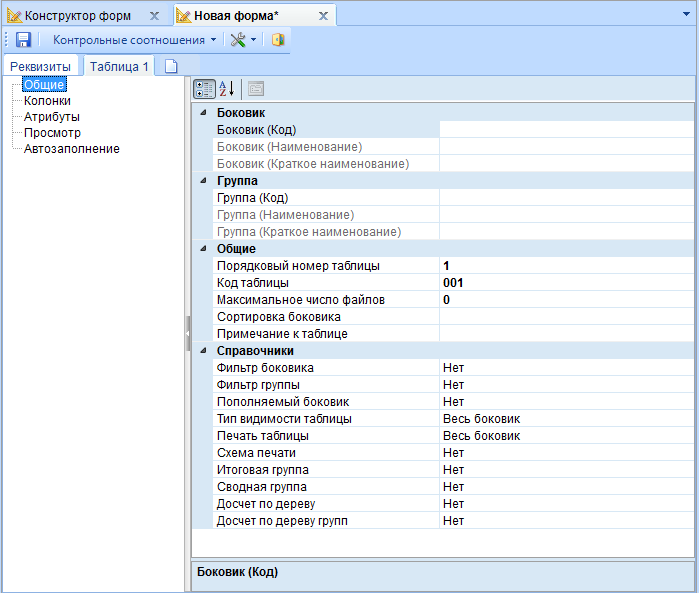 Конструктор форм
Новая форма*
Контрольные соотношения
Реквизиты
Таблица 1
Общие
Колонки
Атрибуты
Просмотр
Автозаполнение
Боковик
Боковик (Код)
Боковик (Наименование)
Боковик (Краткое наименование)
Группа
Группа (Код)
Группа (Наименование)
Группа (Краткое наименование)
Общие
Порядковый номер таблицы 1
Код таблицы 001
Максимальное число файлов 0
Сортировка боковика
Примечание к таблице
Справочники
Фильтр боковика Нет
Фильтр группы Нет
Пополняемый боковик Нет
Тип видимости таблицы Весь боковик
Печать таблицы Весь боковик
Схема печати Нет
Итоговая группа Нет
Сводная группа Нет
Досчет по дереву Нет
Досчет по дереву групп Нет
Боковик (Код)